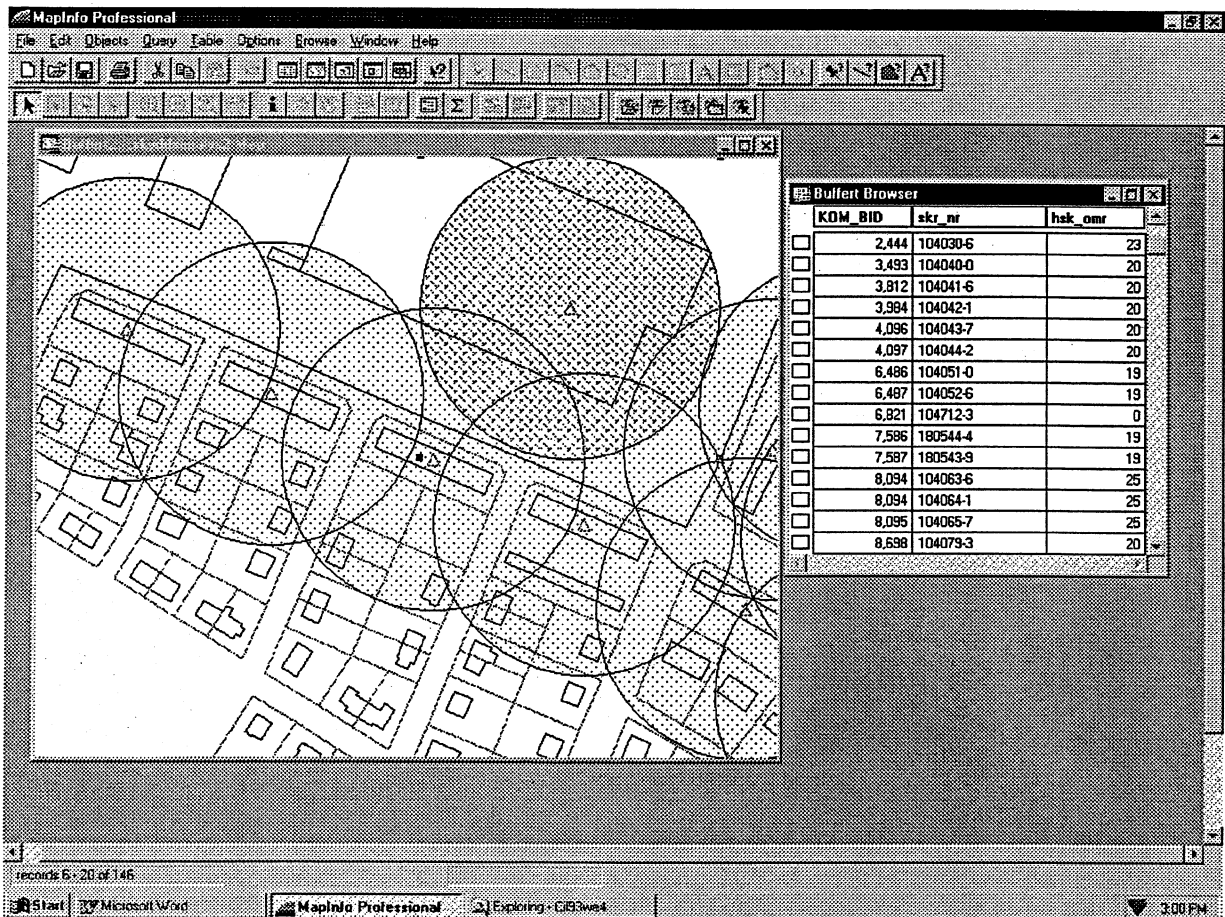 MapInfo Professional
File Edit Objects Query Table Options Browse Window Help
Buffert Browser
KOM_BID skr_nr hsk_omr
2,444 104030-6 23
3,493 104040-0 20
3,812 104041-6 20
3,984 104042-1 20
4,096 104043-7 20
4,097 104044-2 20
6,486 104051-0 19
6,487 104052-6 19
6,821 104712-3 0
7,586 180544-4 19
7,587 180543-9 19
8,094 104063-6 25
8,094 104064-1 25
8,095 104065-7 25
8,698 104079-3 20
records 6 - 20 of 146
Start Microsoft Word MapInfo Professional Exploring - 3:00 PM